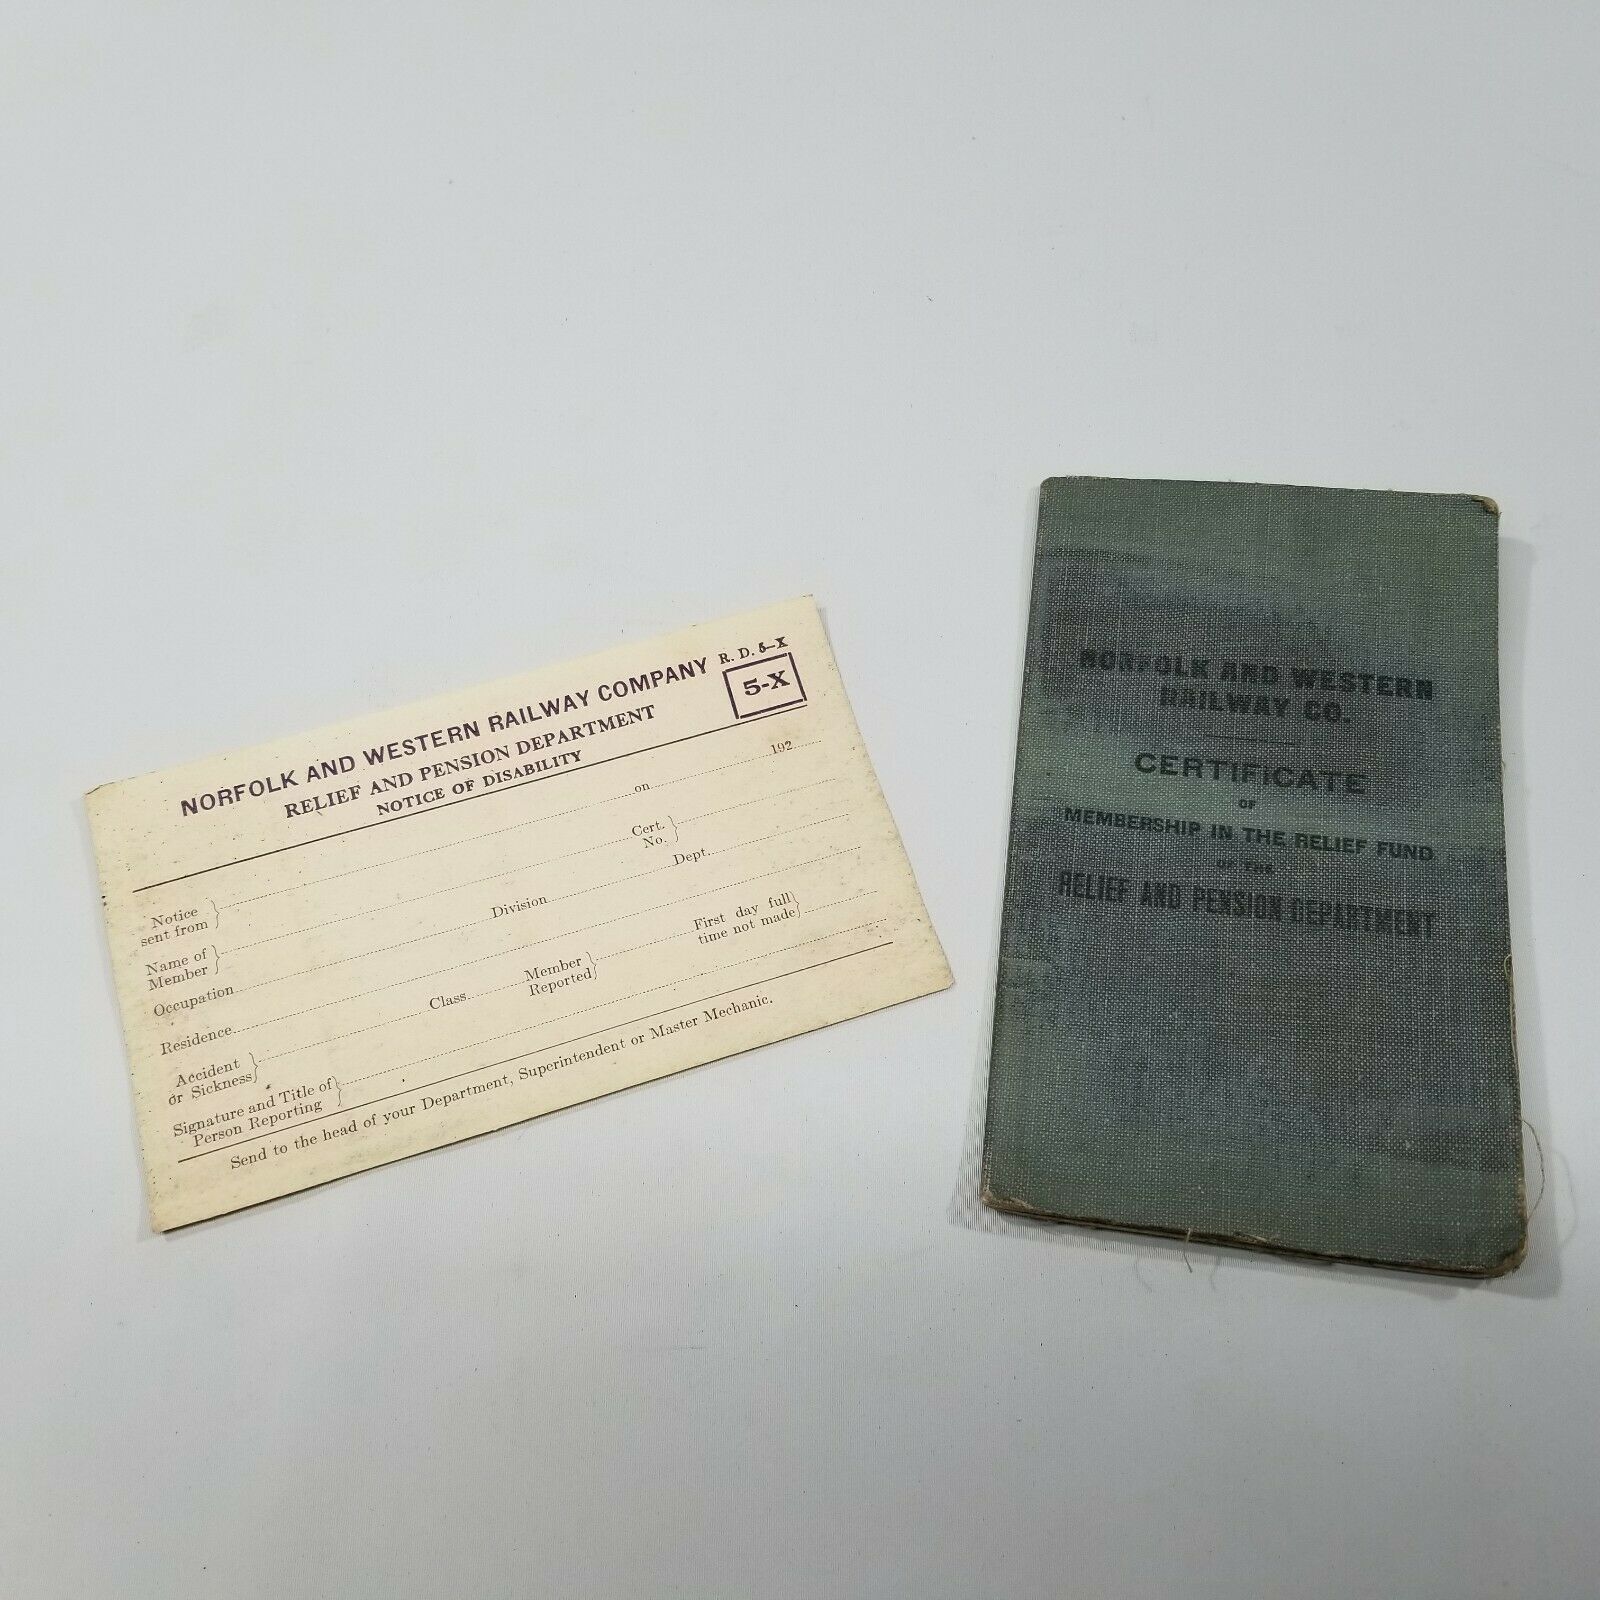 NORFOLK AND WESTERN RAILWAY COMPANY R. D. 5-X
RELIEF AND PENSION DEPARTMENT 5-X
NOTICE OF DISABILITY
on 192
Notice
sent from
Cert.
No.
Name of
Member
Division Dept.
Occupation
Residence
First day full
time not made
Member
Reported
Class
Accident
or Sickness
Signature and Title of
Person Reporting
Send to the head of your Department, Superintendent or Master Mechanic.
NORFOLK AND WESTERN
RAILWAY CO.
CERTIFICATE
OF
MEMBERSHIP IN THE RELIEF FUND
OF THE
RELIEF AND PENSION DEPARTMENT